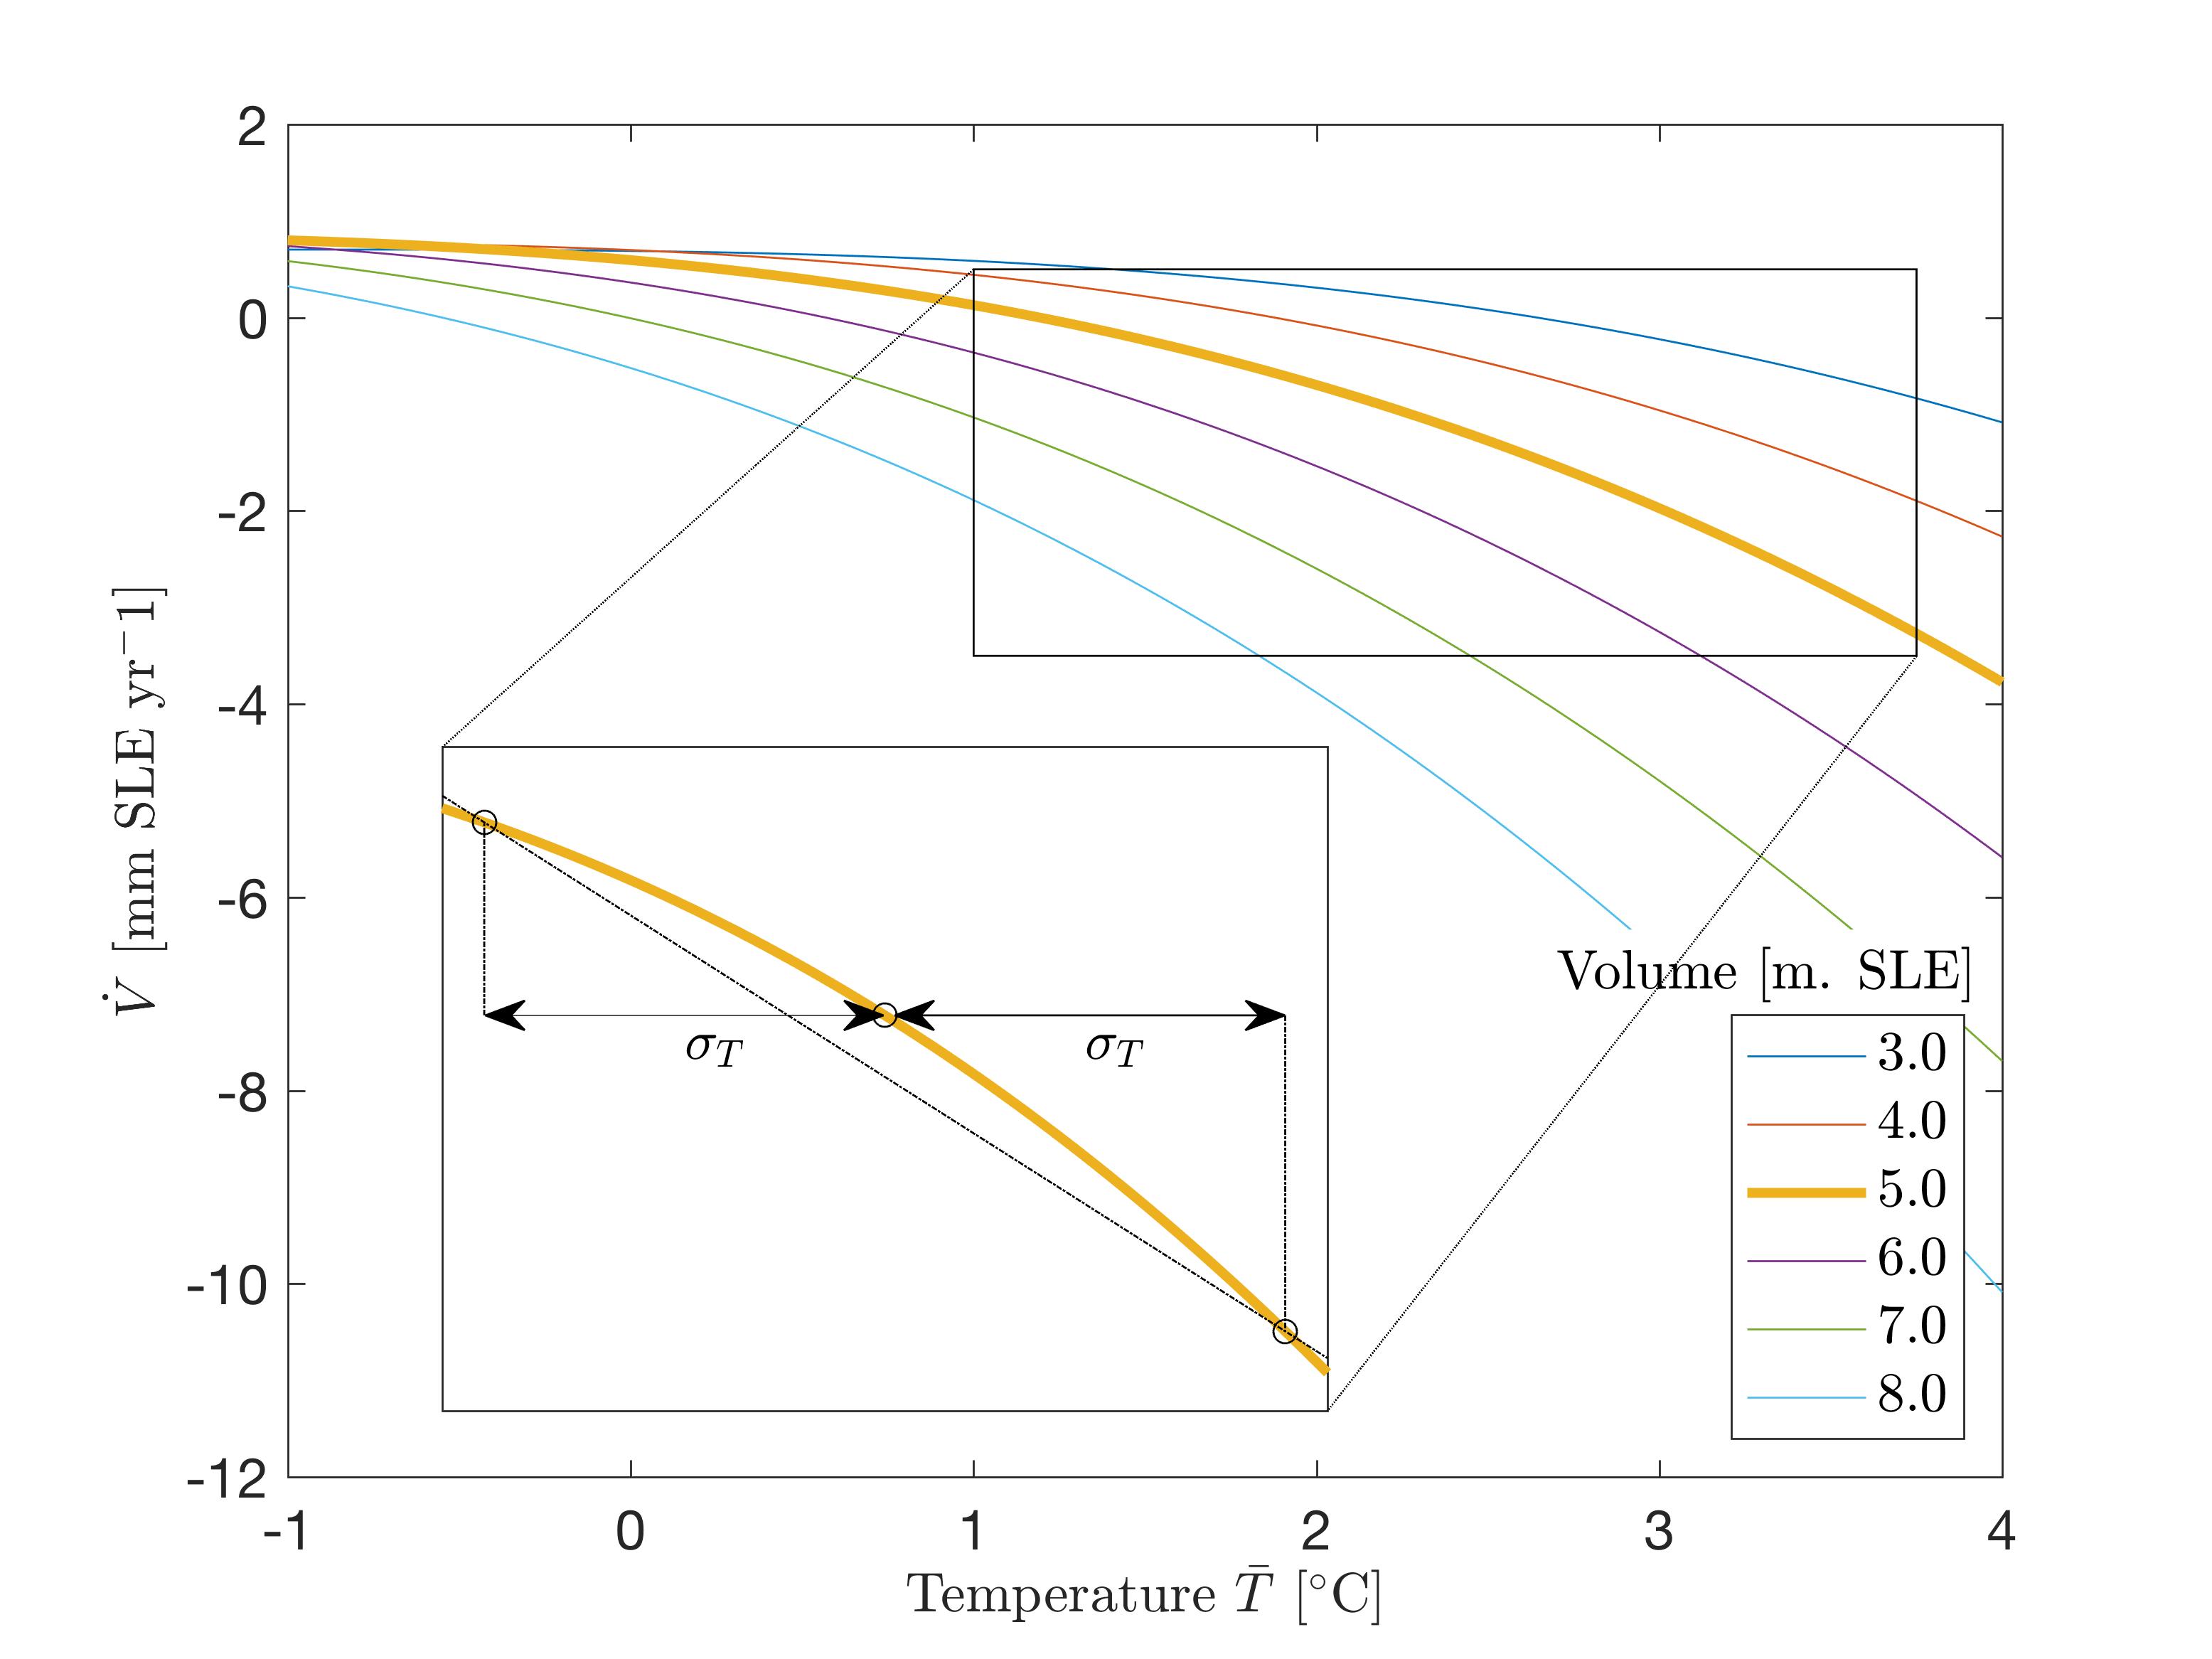 2
0
-2
-4
-6
-8
-10
-12
V̇ [mm SLE yr⁻1]
σT σT
Volume [m. SLE]
3.0
4.0
5.0
6.0
7.0
8.0
-1 0 1 2 3 4
Temperature T̄ [°C]